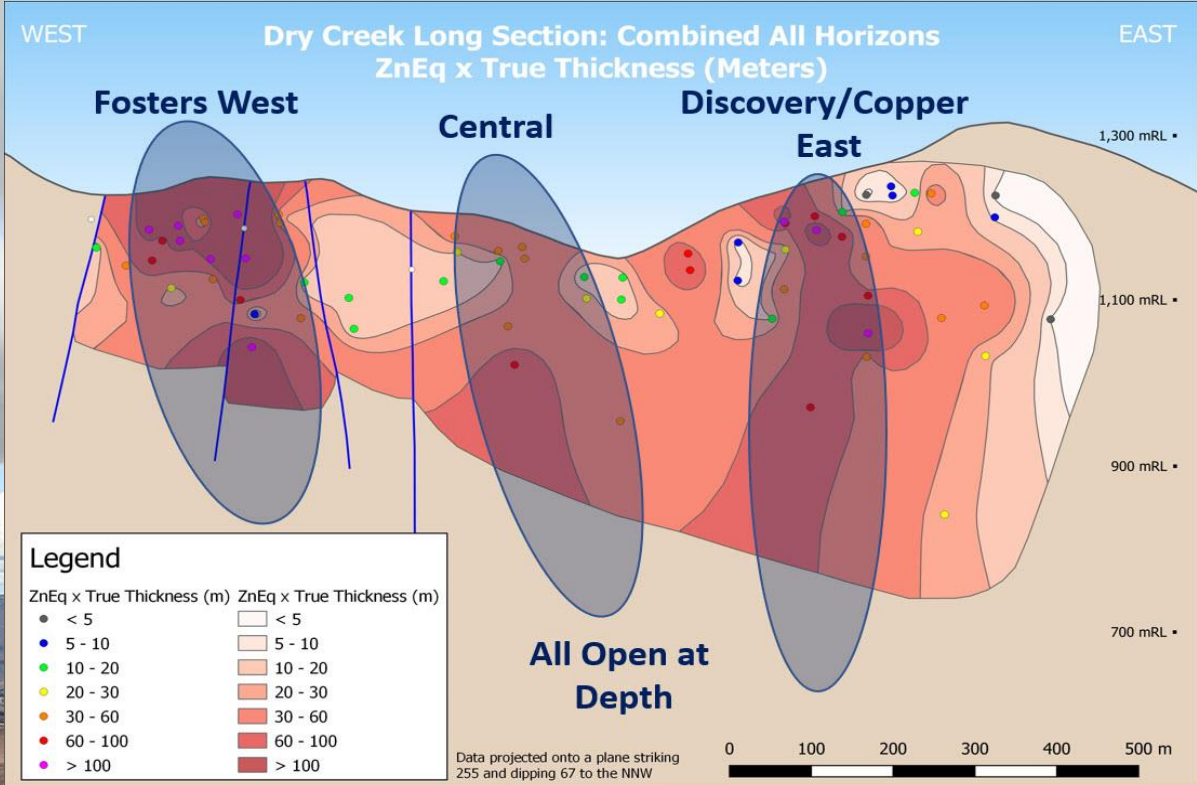 WEST
EAST
Dry Creek Long Section: Combined All Horizons
ZnEq x True Thickness (Meters)
Fosters West
Central
Discovery/Copper
East
1,300 mRL
1,100 mRL
900 mRL
700 mRL
All Open at
Depth
Legend
ZnEq x True Thickness (m) ZnEq x True Thickness (m)
< 5 < 5
5 - 10 5 - 10
10 - 20 10 - 20
20 - 30 20 - 30
30 - 60 30 - 60
60 - 100 60 - 100
> 100 > 100
Data projected onto a plane striking
255 and dipping 67 to the NNW
0 100 200 300 400 500 m